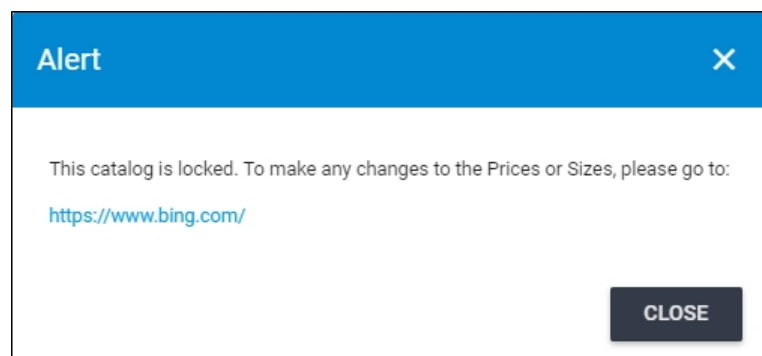 Alert
This catalog is locked. To make any changes to the Prices or Sizes, please go to:
https://www.bing.com/
CLOSE